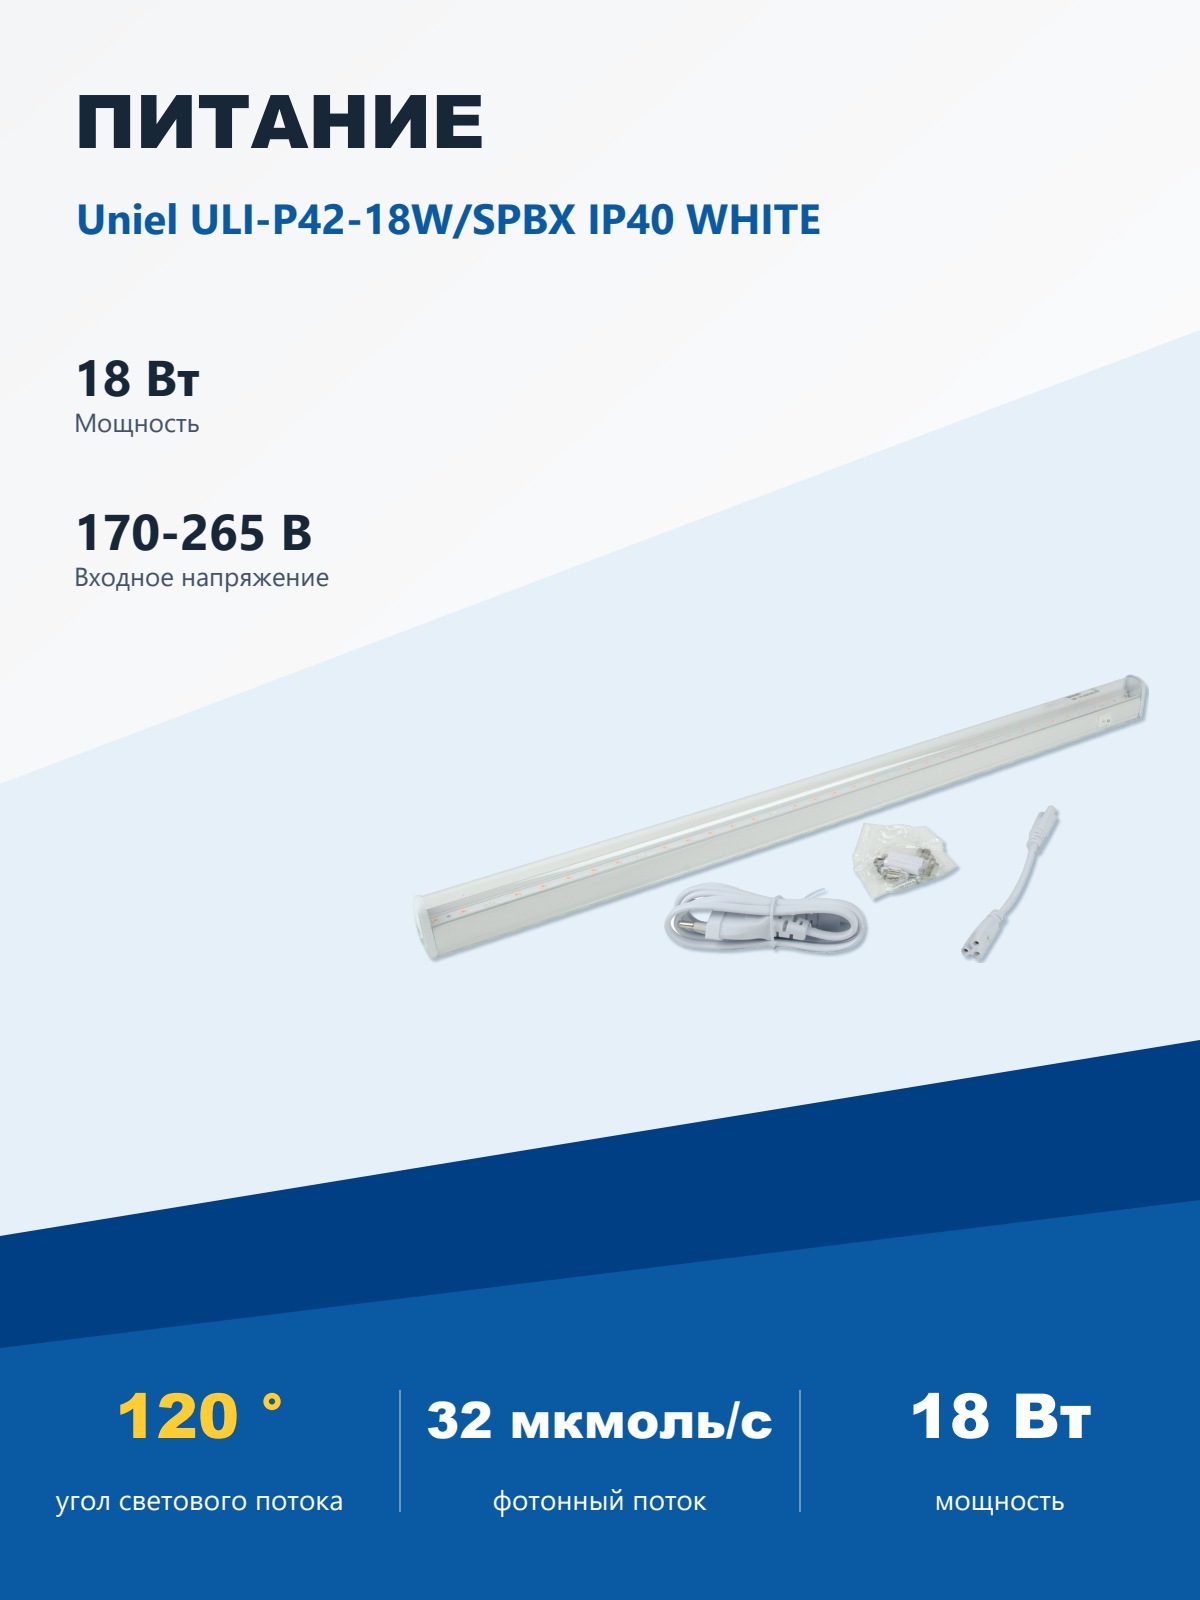 ПИТАНИЕ
Uniel ULI-P42-18W/SPBX IP40 WHITE
18 Вт
Мощность
170-265 В
Входное напряжение
120 °
угол светового потока
32 мкмоль/с
фотонный поток
18 Вт
мощность